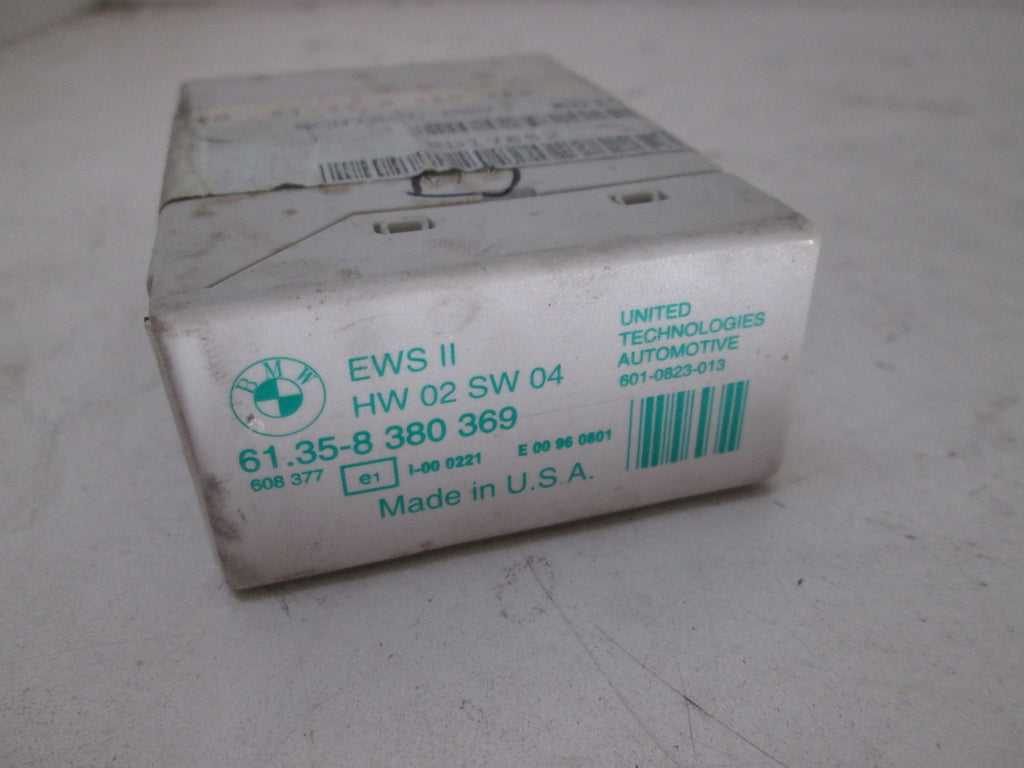 BMW
EWS II
HW 02 SW 04
61.35-8 380 369
608 377 e1 I-00 0221 E 00 96 0801
Made in U.S.A.
UNITED
TECHNOLOGIES
AUTOMOTIVE
601-0823-013